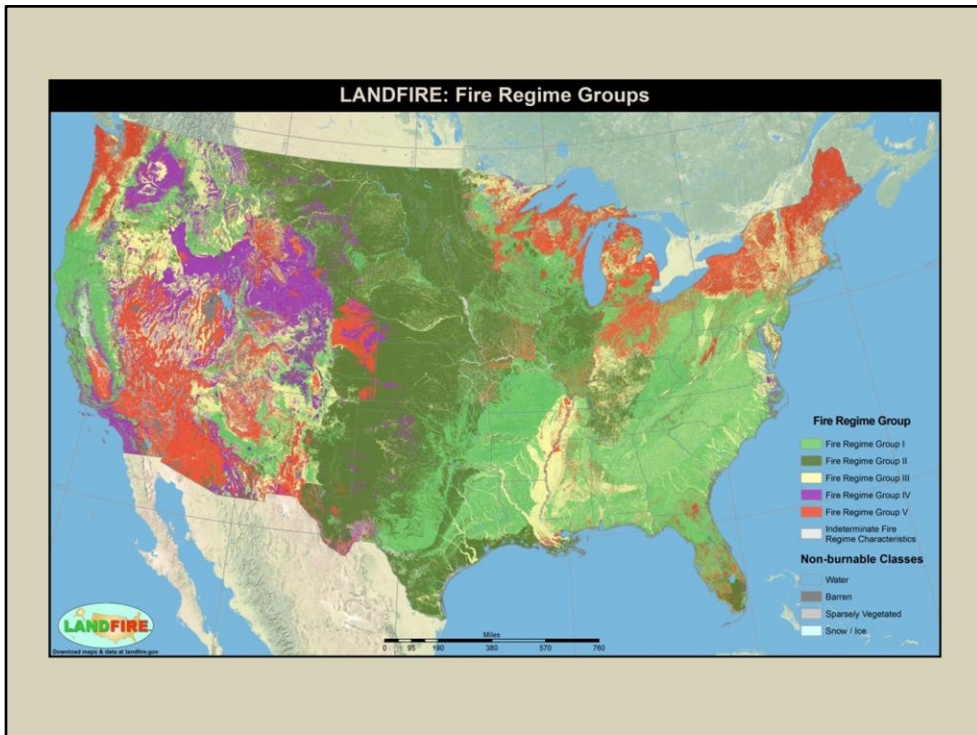 LANDFIRE: Fire Regime Groups
Fire Regime Group
Fire Regime Group I
Fire Regime Group II
Fire Regime Group III
Fire Regime Group IV
Fire Regime Group V
Indeterminate Fire
Regime Characteristics
Non-burnable Classes
Water
Barren
Sparsely Vegetated
Snow / Ice
LANDFIRE
Download maps & data at landfire.gov
Miles
0 95 190 380 570 760